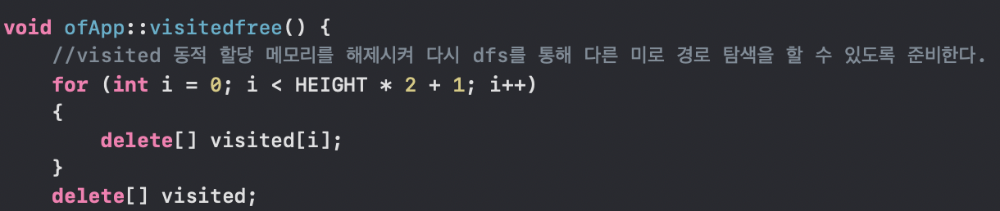 void ofApp::visitedfree() {
    //visited 동적 할당 메모리를 해제시켜 다시 dfs를 통해 다른 미로 경로 탐색을 할 수 있도록 준비한다.
    for (int i = 0; i < HEIGHT * 2 + 1; i++)
    {
        delete[] visited[i];
    }
    delete[] visited;